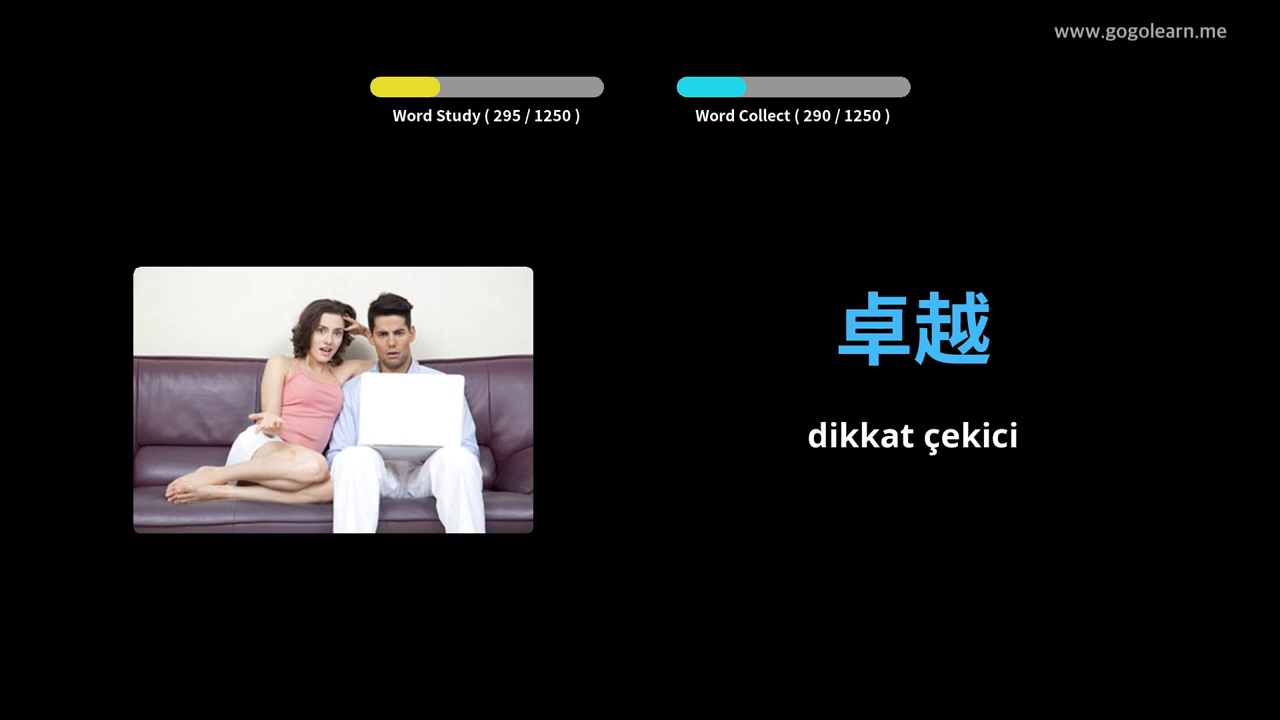 www.gogolearn.me
Word Study ( 295 / 1250 )
Word Collect ( 290 / 1250 )
卓越
dikkat çekici